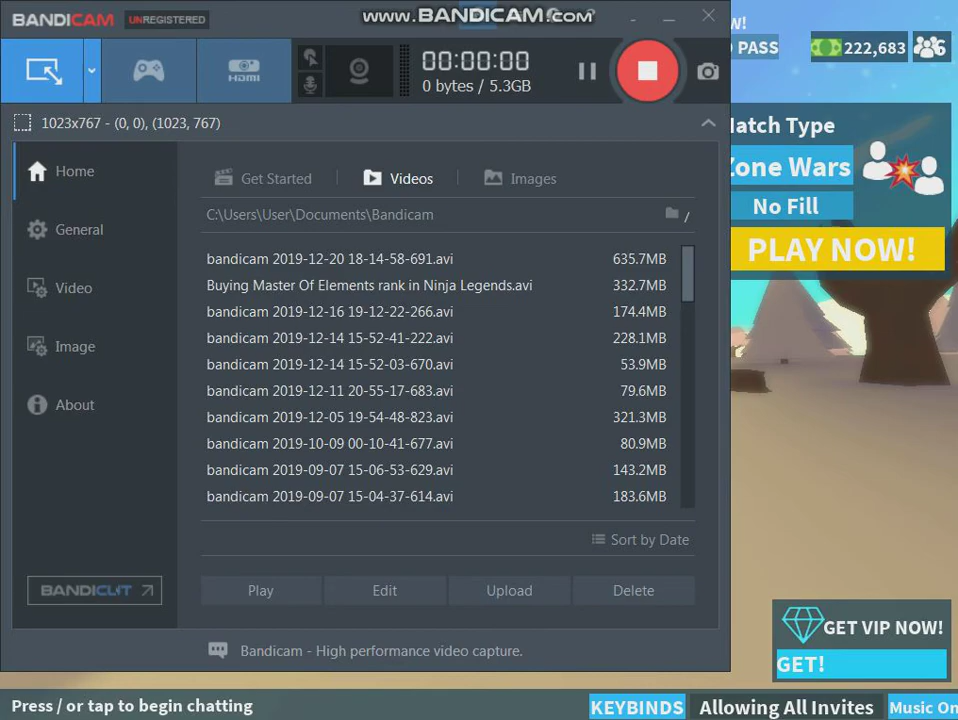 BANDICAM UNREGISTERED
www.BANDICAM.com
HDMI
00:00:00
0 bytes / 5.3GB
1023x767 - (0, 0), (1023, 767)
Home
General
Video
Image
About
BANDICUT
Get Started
Videos
Images
C:\Users\User\Documents\Bandicam
/
bandicam 2019-12-20 18-14-58-691.avi 635.7MB
Buying Master Of Elements rank in Ninja Legends.avi 332.7MB
bandicam 2019-12-16 19-12-22-266.avi 174.4MB
bandicam 2019-12-14 15-52-41-222.avi 228.1MB
bandicam 2019-12-14 15-52-03-670.avi 53.9MB
bandicam 2019-12-11 20-55-17-683.avi 79.6MB
bandicam 2019-12-05 19-54-48-823.avi 321.3MB
bandicam 2019-10-09 00-10-41-677.avi 80.9MB
bandicam 2019-09-07 15-06-53-629.avi 143.2MB
bandicam 2019-09-07 15-04-37-614.avi 183.6MB
Sort by Date
Play Edit Upload Delete
Bandicam - High performance video capture.
w!
PASS
222,683
6
latch Type
Zone Wars
No Fill
PLAY NOW!
GET VIP NOW!
GET!
Press / or tap to begin chatting
KEYBINDS
Allowing All Invites
Music On